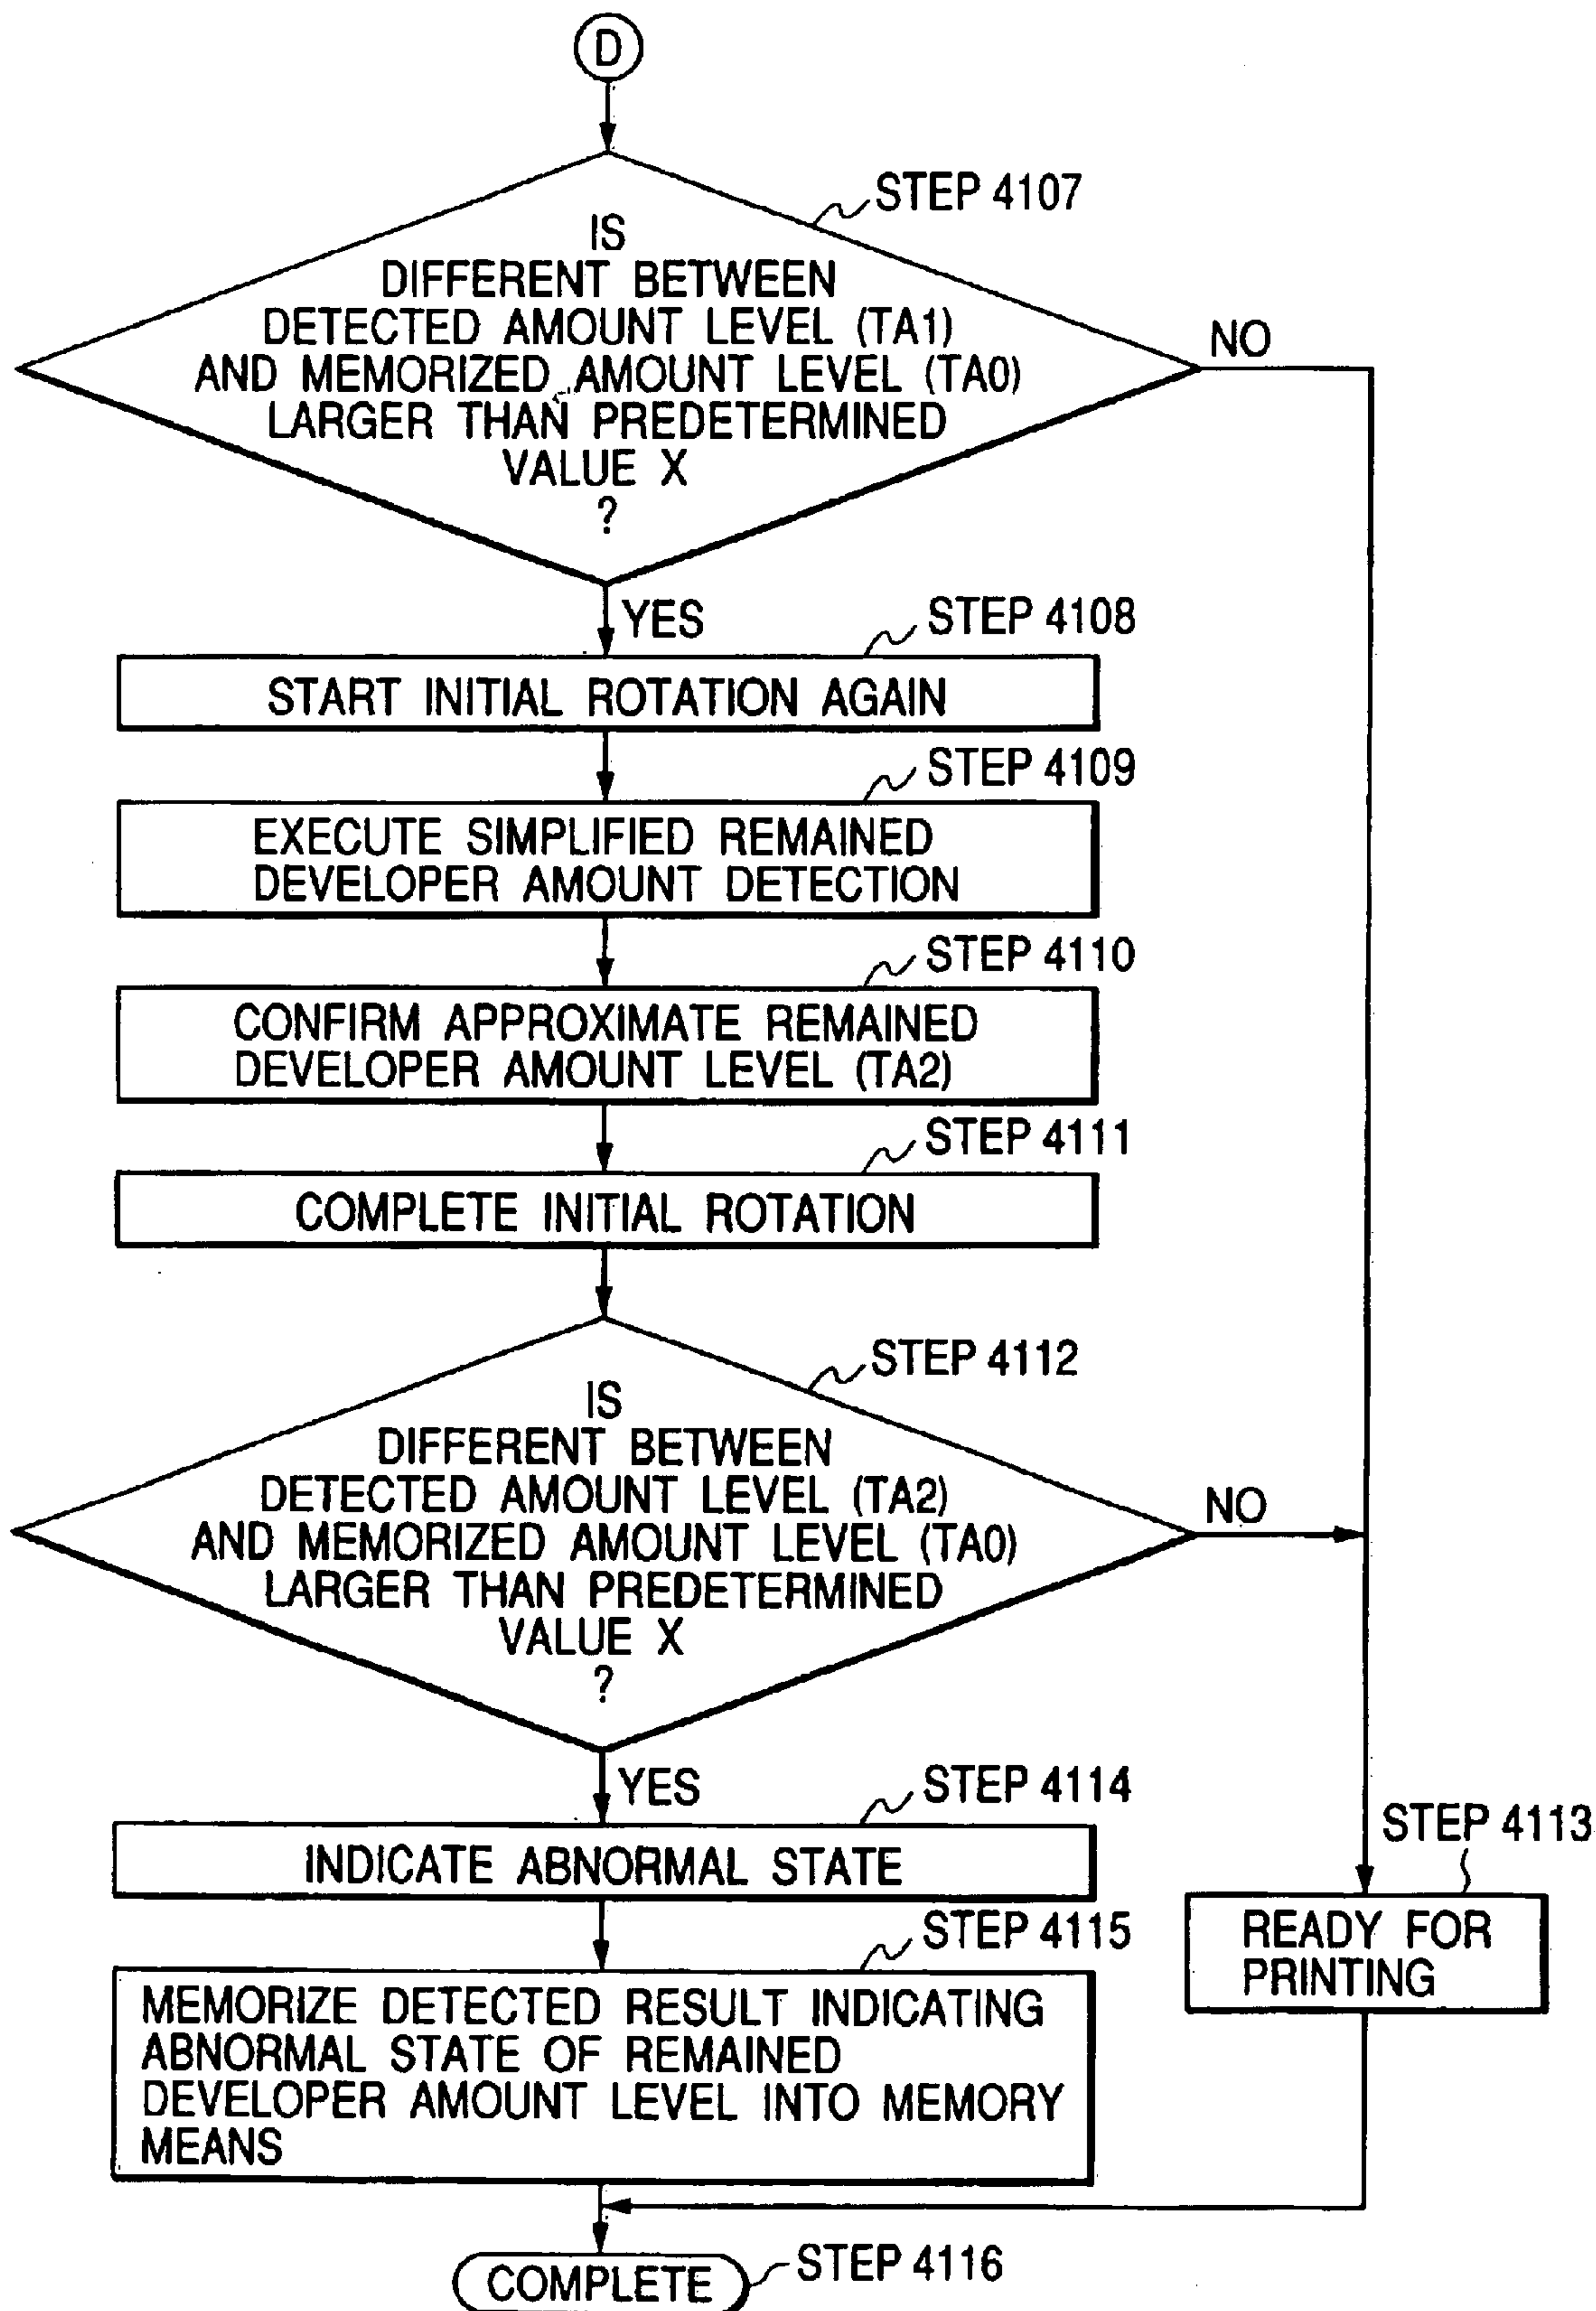 D
STEP 4107
IS
DIFFERENT BETWEEN
DETECTED AMOUNT LEVEL (TA1)
AND MEMORIZED AMOUNT LEVEL (TA0)
LARGER THAN PREDETERMINED
VALUE X
?
NO
YES
STEP 4108
START INITIAL ROTATION AGAIN
STEP 4109
EXECUTE SIMPLIFIED REMAINED
DEVELOPER AMOUNT DETECTION
STEP 4110
CONFIRM APPROXIMATE REMAINED
DEVELOPER AMOUNT LEVEL (TA2)
STEP 4111
COMPLETE INITIAL ROTATION
STEP 4112
IS
DIFFERENT BETWEEN
DETECTED AMOUNT LEVEL (TA2)
AND MEMORIZED AMOUNT LEVEL (TA0)
LARGER THAN PREDETERMINED
VALUE X
?
NO
YES
STEP 4114
INDICATE ABNORMAL STATE
STEP 4113
READY FOR
PRINTING
STEP 4115
MEMORIZE DETECTED RESULT INDICATING
ABNORMAL STATE OF REMAINED
DEVELOPER AMOUNT LEVEL INTO MEMORY
MEANS
COMPLETE
STEP 4116